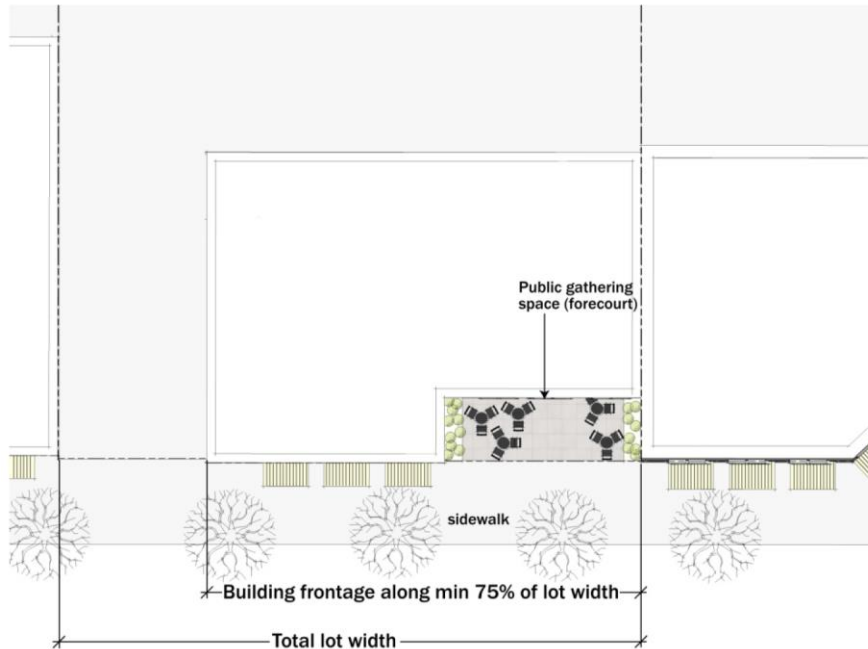 Public gathering
space (forecourt)
sidewalk
Building frontage along min 75% of lot width
Total lot width